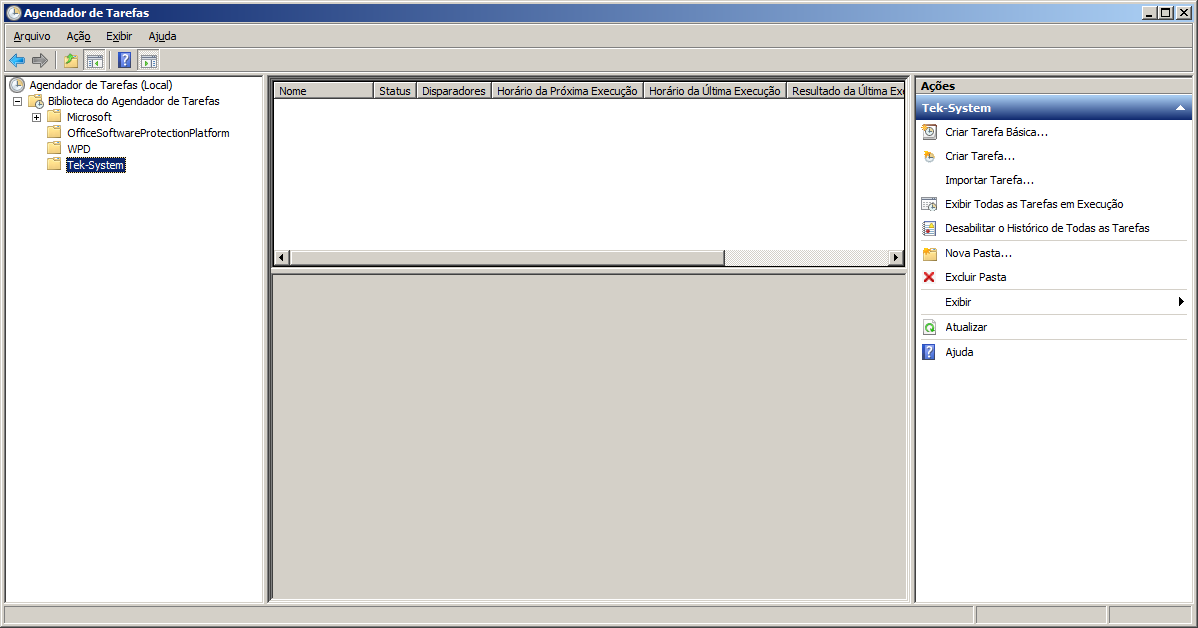 Agendador de Tarefas
Arquivo Ação Exibir Ajuda
Agendador de Tarefas (Local)
Biblioteca do Agendador de Tarefas
Microsoft
OfficeSoftwareProtectionPlatform
WPD
Tek-System
Nome Status Disparadores Horário da Próxima Execução Horário da Última Execução Resultado da Última Ex
Ações
Tek-System
Criar Tarefa Básica...
Criar Tarefa...
Importar Tarefa...
Exibir Todas as Tarefas em Execução
Desabilitar o Histórico de Todas as Tarefas
Nova Pasta...
Excluir Pasta
Exibir
Atualizar
Ajuda